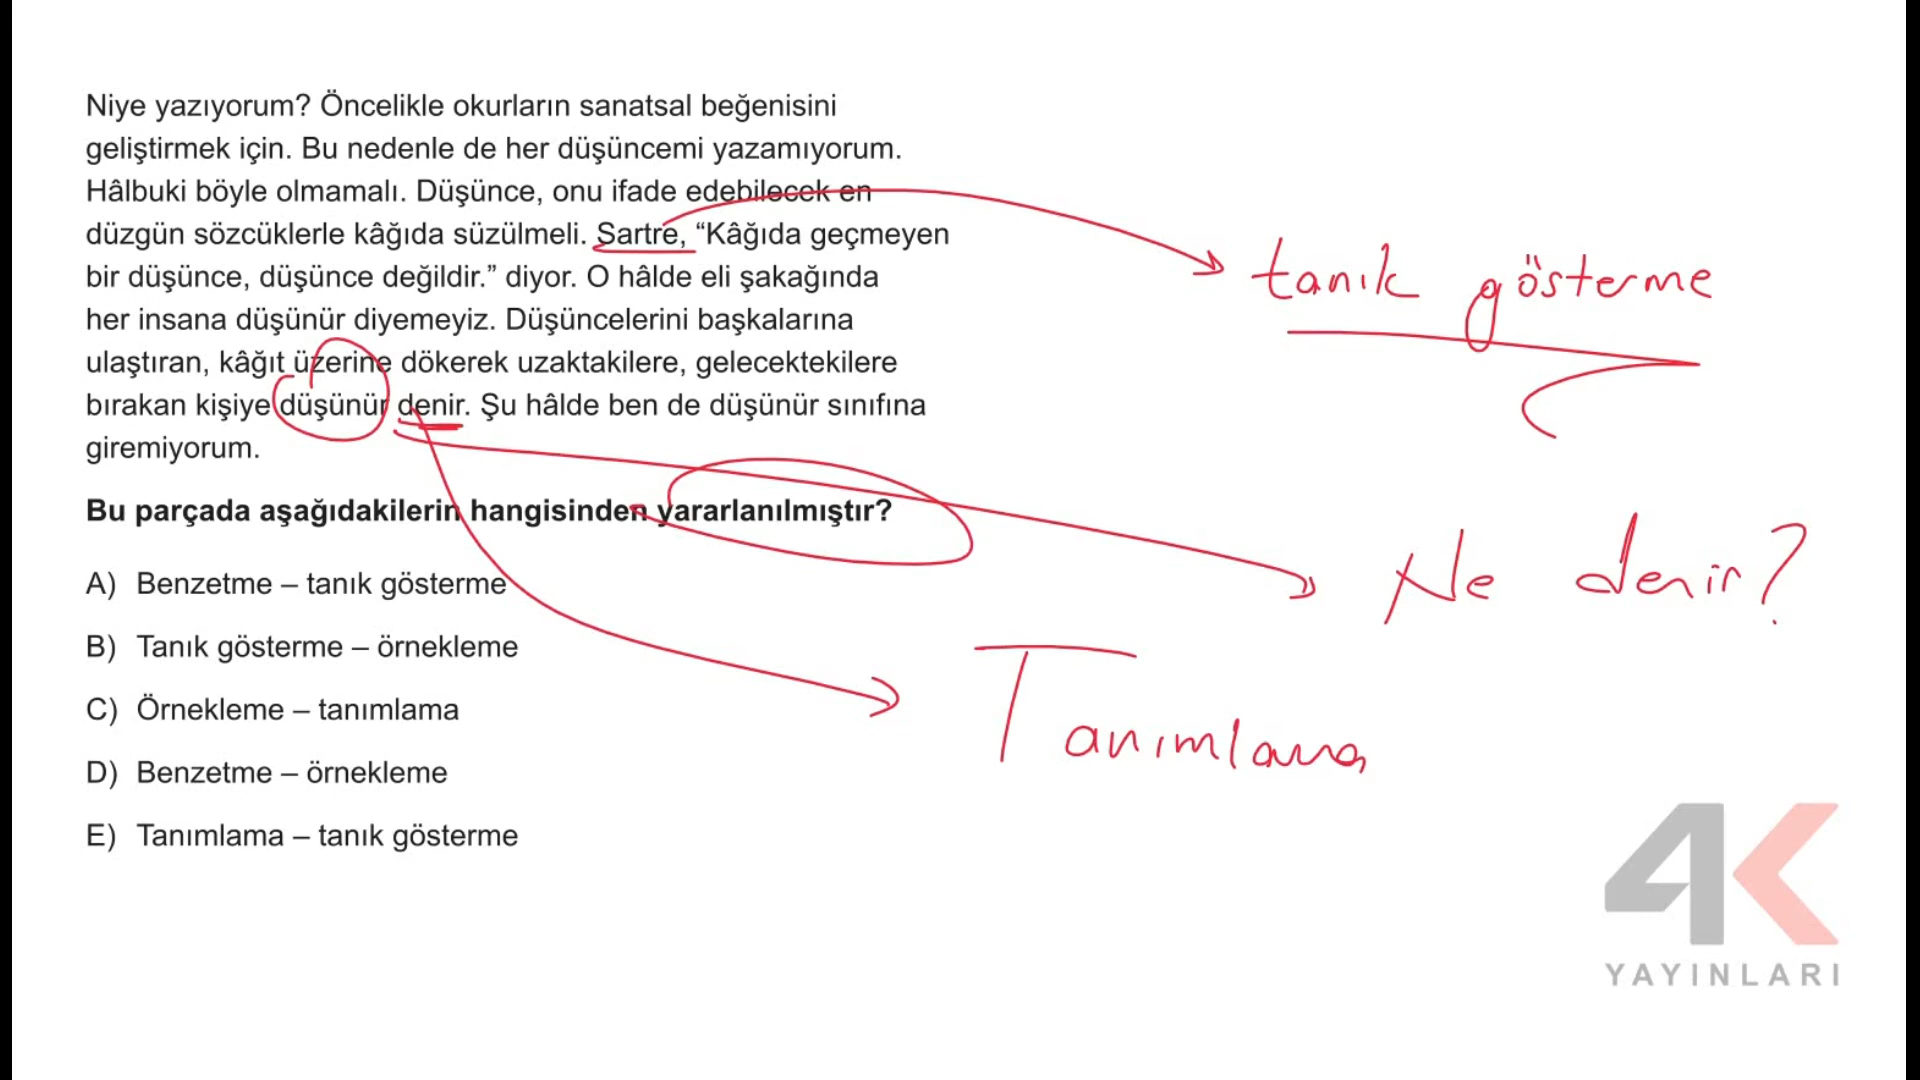 Niye yazıyorum? Öncelikle okurların sanatsal beğenisini
geliştirmek için. Bu nedenle de her düşüncemi yazamıyorum.
Hâlbuki böyle olmamalı. Düşünce, onu ifade edebilecek en
düzgün sözcüklerle kâğıda süzülmeli. Sartre, “Kâğıda geçmeyen
bir düşünce, düşünce değildir.” diyor. O hâlde eli şakağında
her insana düşünür diyemeyiz. Düşüncelerini başkalarına
ulaştıran, kâğıt üzerine dökerek uzaktakilere, gelecektekilere
bırakan kişiye düşünür denir. Şu hâlde ben de düşünür sınıfına
giremiyorum.
Bu parçada aşağıdakilerin hangisinden yararlanılmıştır?
A) Benzetme – tanık gösterme
B) Tanık gösterme – örnekleme
C) Örnekleme – tanımlama
D) Benzetme – örnekleme
E) Tanımlama – tanık gösterme
tanık gösterme
Ne denir?
Tanımlama
4K
YAYINLARI